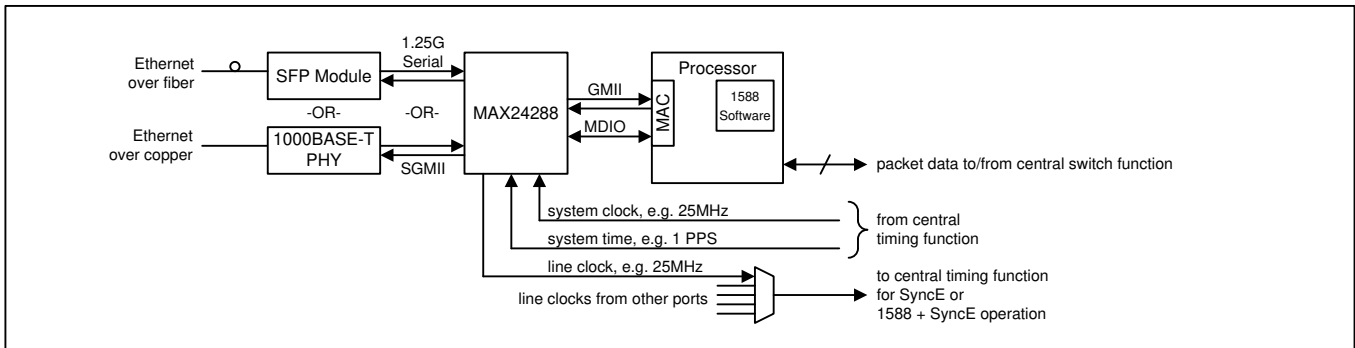 Ethernet
over fiber
SFP Module
1.25G
Serial
-OR-
-OR-
Ethernet
over copper
1000BASE-T
PHY
SGMII
MAX24288
GMII
MDIO
Processor
MAC
1588
Software
packet data to/from central switch function
system clock, e.g. 25MHz
system time, e.g. 1 PPS
from central
timing function
line clock, e.g. 25MHz
line clocks from other ports
to central timing function
for SyncE or
1588 + SyncE operation